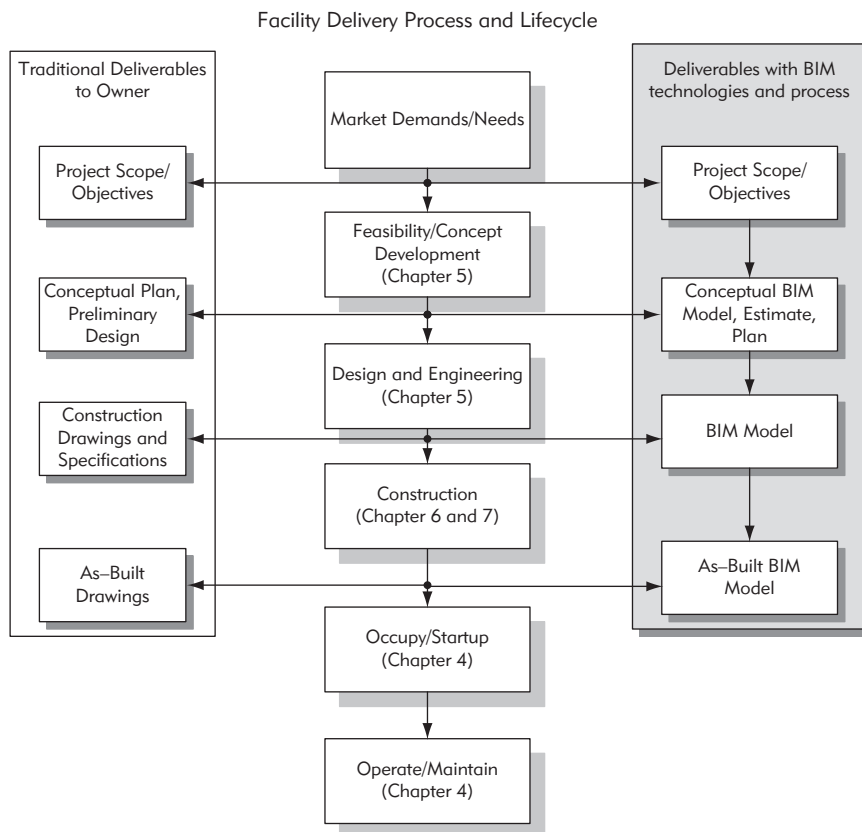 Facility Delivery Process and Lifecycle
Traditional Deliverables
to Owner
Project Scope/
Objectives
Conceptual Plan,
Preliminary
Design
Construction
Drawings and
Specifications
As–Built
Drawings
Market Demands/Needs
Feasibility/Concept
Development
(Chapter 5)
Design and Engineering
(Chapter 5)
Construction
(Chapter 6 and 7)
Occupy/Startup
(Chapter 4)
Operate/Maintain
(Chapter 4)
Deliverables with BIM
technologies and process
Project Scope/
Objectives
Conceptual BIM
Model, Estimate,
Plan
BIM Model
As–Built BIM
Model